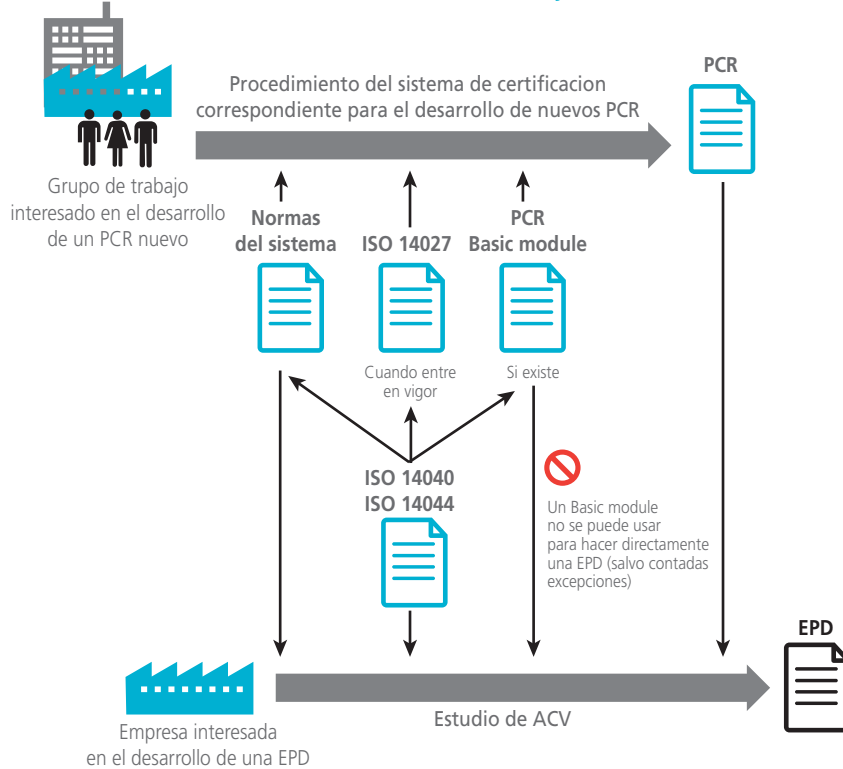 Procedimiento del sistema de certificacion
correspondiente para el desarrollo de nuevos PCR
PCR
Grupo de trabajo
interesado en el desarrollo
de un PCR nuevo
Normas
del sistema
ISO 14027
PCR
Basic module
Cuando entre
en vigor
Si existe
ISO 14040
ISO 14044
Un Basic module
no se puede usar
para hacer directamente
una EPD (salvo contadas
excepciones)
EPD
Estudio de ACV
Empresa interesada
en el desarrollo de una EPD